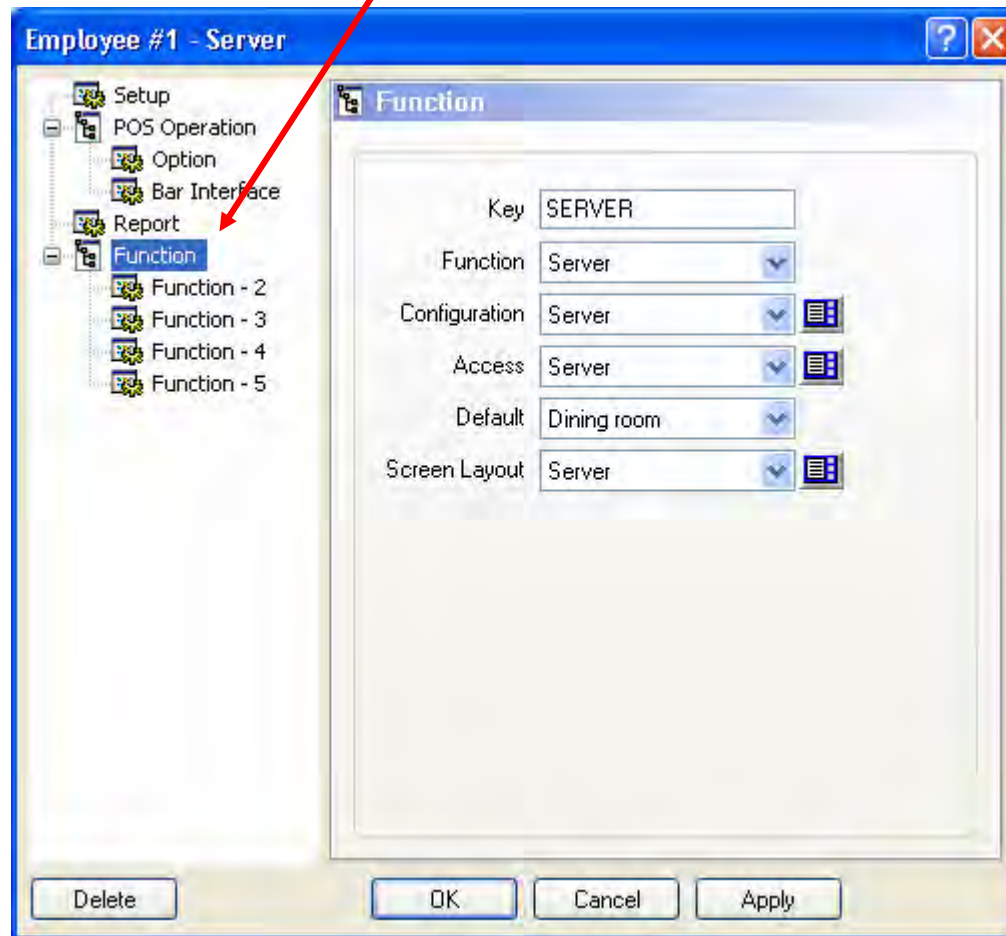 Employee #1 - Server
Setup
POS Operation
Option
Bar Interface
Report
Function
Function - 2
Function - 3
Function - 4
Function - 5
Function
Key SERVER
Function Server
Configuration Server
Access Server
Default Dining room
Screen Layout Server
Delete OK Cancel Apply